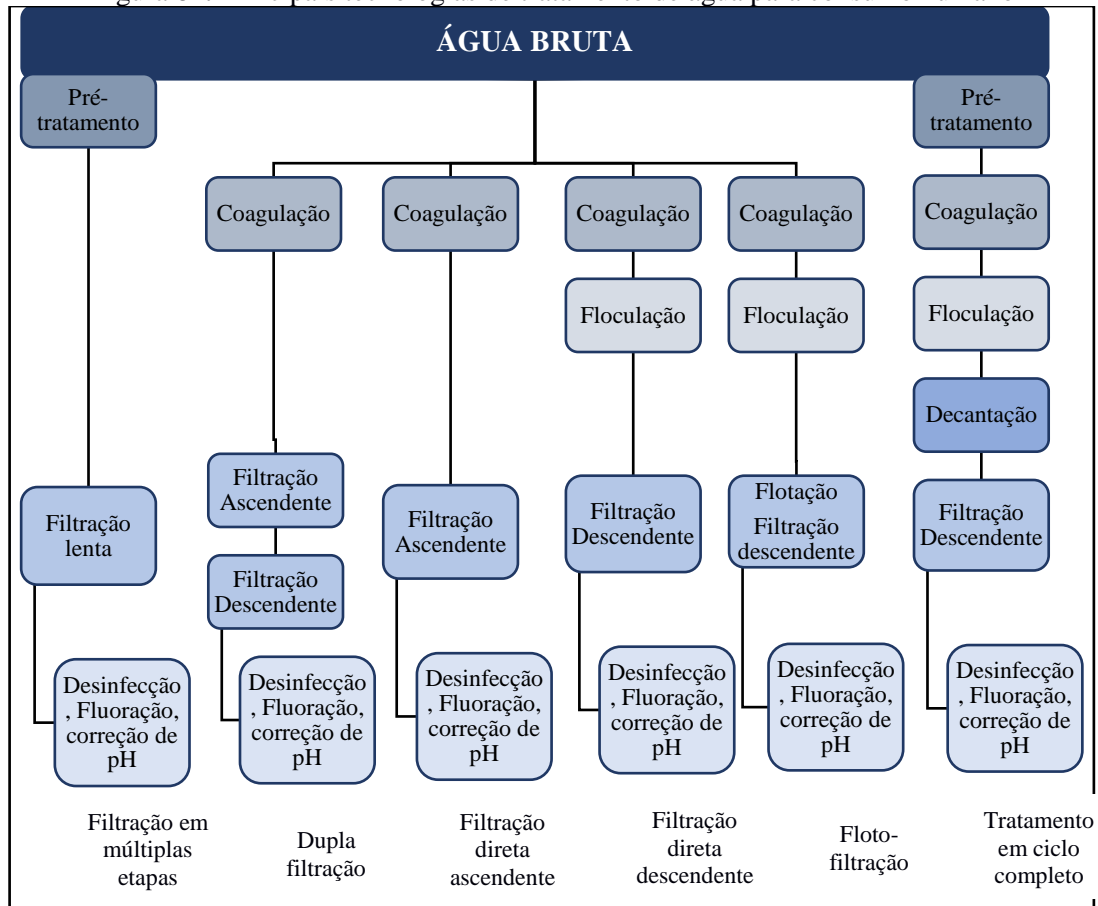 ÁGUA BRUTA
Pré-
tratamento
Pré-
tratamento
Coagulação
Coagulação
Coagulação
Coagulação
Coagulação
Floculação
Floculação
Floculação
Decantação
Filtração
lenta
Filtração
Ascendente
Filtração
Descendente
Filtração
Ascendente
Filtração
Descendente
Flotação
Filtração
descendente
Filtração
Descendente
Desinfecção
, Fluoração,
correção de
pH
Desinfecção
, Fluoração,
correção de
pH
Desinfecção
, Fluoração,
correção de
pH
Desinfecção
, Fluoração,
correção de
pH
Desinfecção
, Fluoração,
correção de
pH
Desinfecção
, Fluoração,
correção de
pH
Filtração em
múltiplas
etapas
Dupla
filtração
Filtração
direta
ascendente
Filtração
direta
descendente
Floto-
filtração
Tratamento
em ciclo
completo